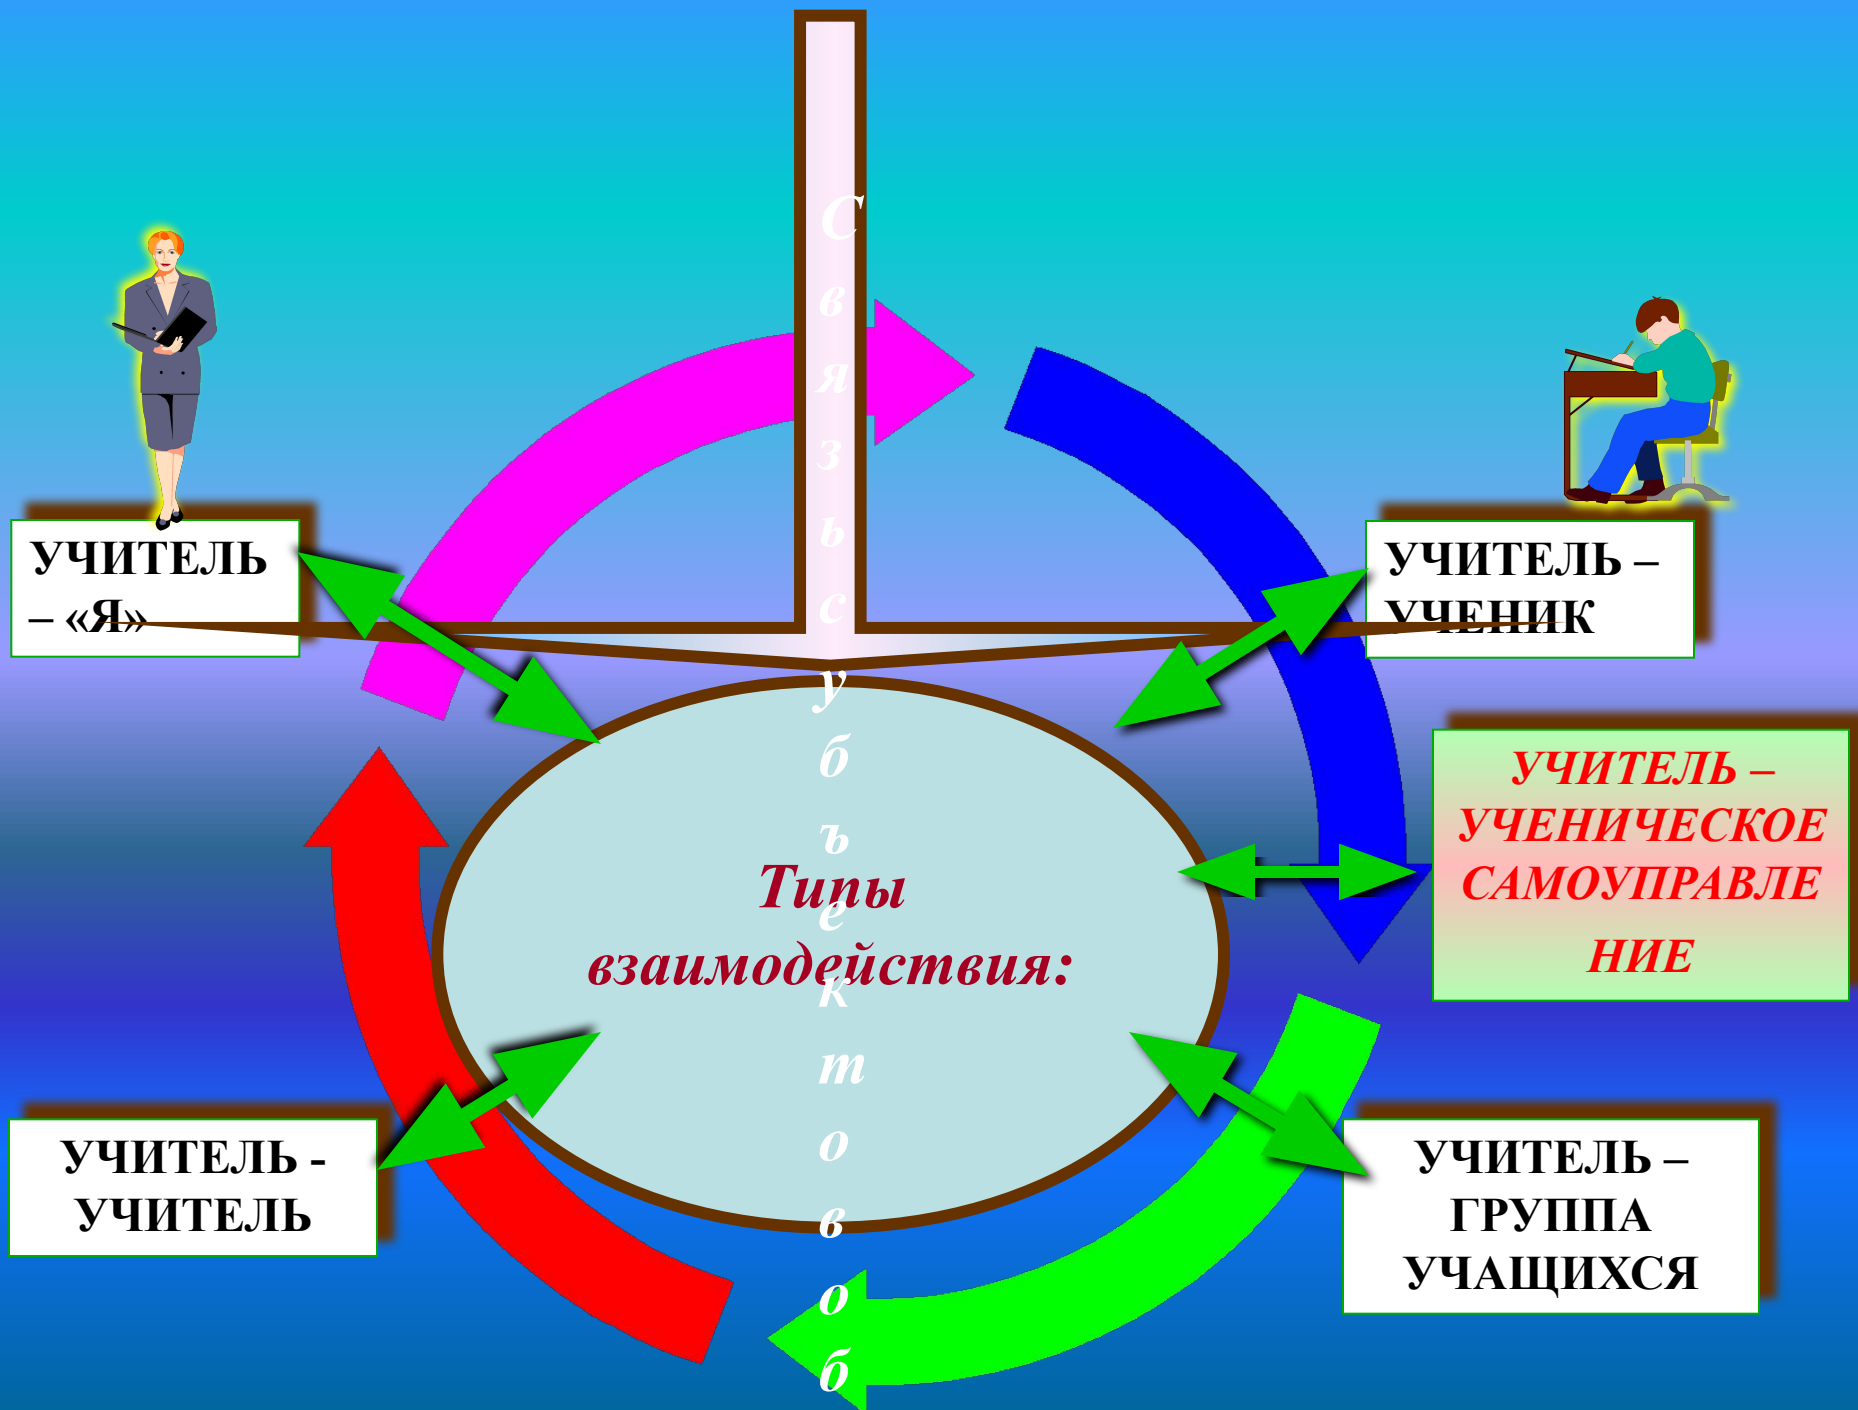 С
в
я
з
ь
с
у
б
ъ
е
к
т
о
в
о
б
УЧИТЕЛЬ
– «Я»
УЧИТЕЛЬ –
УЧЕНИК
УЧИТЕЛЬ –
УЧЕНИЧЕСКОЕ
САМОУПРАВЛЕ
НИЕ
Типы
взаимодействия:
УЧИТЕЛЬ -
УЧИТЕЛЬ
УЧИТЕЛЬ –
ГРУППА
УЧАЩИХСЯ